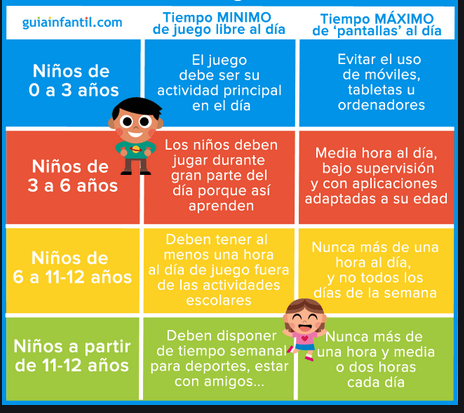 guiainfantil.com
Tiempo MINIMO
de juego libre al día
Tiempo MÁXIMO
de ‘pantallas’ al día
Niños de
0 a 3 años
El juego
debe ser su
actividad principal
en el día
Evitar el uso
de móviles,
tabletas u
ordenadores
Niños de
3 a 6 años
Los niños deben
jugar durante
gran parte del
día porque así
aprenden
Media hora al día,
bajo supervisión
y con aplicaciones
adaptadas a su edad
Niños de
6 a 11-12 años
Deben tener al
menos una hora
al día de juego fuera
de las actividades
escolares
Nunca más de una
hora al día,
y no todos los
días de la semana
Niños a partir
de 11-12 años
Deben disponer
de tiempo semanal
para deportes, estar
con amigos...
Nunca más de
una hora y media
o dos horas
cada día